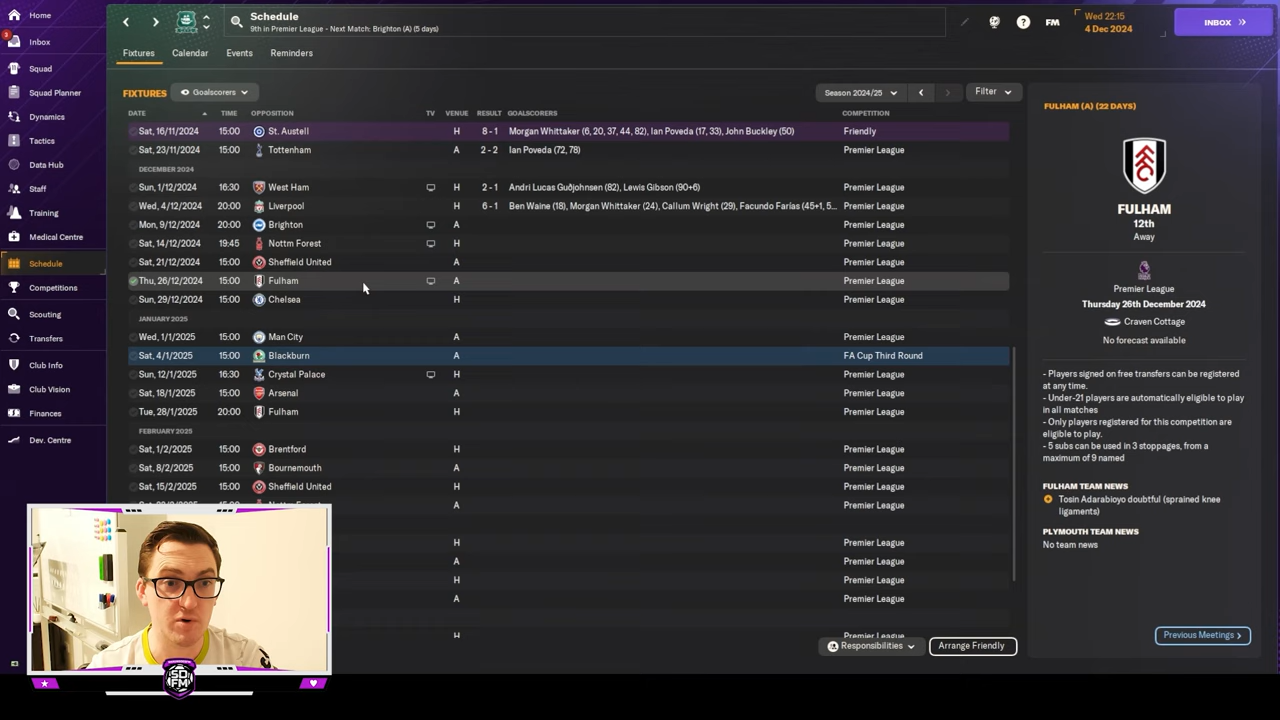 Home
3
Inbox
Squad
Squad Planner
Dynamics
Tactics
Data Hub
Staff
Training
Medical Centre
Schedule
Competitions
Scouting
Transfers
Club Info
Club Vision
Finances
Dev. Centre
Schedule
9th in Premier League - Next Match: Brighton (A) (5 days)
FM
Wed 22:15
4 Dec 2024
INBOX
Fixtures Calendar Events Reminders
FIXTURES Goalscorers Season 2024/25 Filter
DATE TIME OPPOSITION TV VENUE RESULT GOALSCORERS COMPETITION
Sat, 16/11/2024 15:00 St. Austell H 8 - 1 Morgan Whittaker (6, 20, 37, 44, 82), Ian Poveda (17, 33), John Buckley (50) Friendly
Sat, 23/11/2024 15:00 Tottenham A 2 - 2 Ian Poveda (72, 78) Premier League
DECEMBER 2024
Sun, 1/12/2024 16:30 West Ham H 2 - 1 Andri Lucas Guðjohnsen (82), Lewis Gibson (90+6) Premier League
Wed, 4/12/2024 20:00 Liverpool H 6 - 1 Ben Waine (18), Morgan Whittaker (24), Callum Wright (29), Facundo Farías (45+1, 5... Premier League
Mon, 9/12/2024 20:00 Brighton A Premier League
Sat, 14/12/2024 19:45 Nottm Forest H Premier League
Sat, 21/12/2024 15:00 Sheffield United A Premier League
Thu, 26/12/2024 15:00 Fulham A Premier League
Sun, 29/12/2024 15:00 Chelsea H Premier League
JANUARY 2025
Wed, 1/1/2025 15:00 Man City A Premier League
Sat, 4/1/2025 15:00 Blackburn A FA Cup Third Round
Sun, 12/1/2025 16:30 Crystal Palace H Premier League
Sat, 18/1/2025 15:00 Arsenal A Premier League
Tue, 28/1/2025 20:00 Fulham H Premier League
FEBRUARY 2025
Sat, 1/2/2025 15:00 Brentford H Premier League
Sat, 8/2/2025 15:00 Bournemouth A Premier League
Sat, 15/2/2025 15:00 Sheffield United H Premier League
A Premier League
H Premier League
A Premier League
H Premier League
A Premier League
H Premier League
Responsibilities Arrange Friendly
FULHAM (A) (22 DAYS)
FULHAM
12th
Away
Premier League
Thursday 26th December 2024
Craven Cottage
No forecast available
- Players signed on free transfers can be registered
at any time.
- Under-21 players are automatically eligible to play
in all matches
- Only players registered for this competition are
eligible to play.
- 5 subs can be used in 3 stoppages, from a
maximum of 9 named
FULHAM TEAM NEWS
Tosin Adarabioyo doubtful (sprained knee
ligaments)
PLYMOUTH TEAM NEWS
No team news
Previous Meetings
SDFM